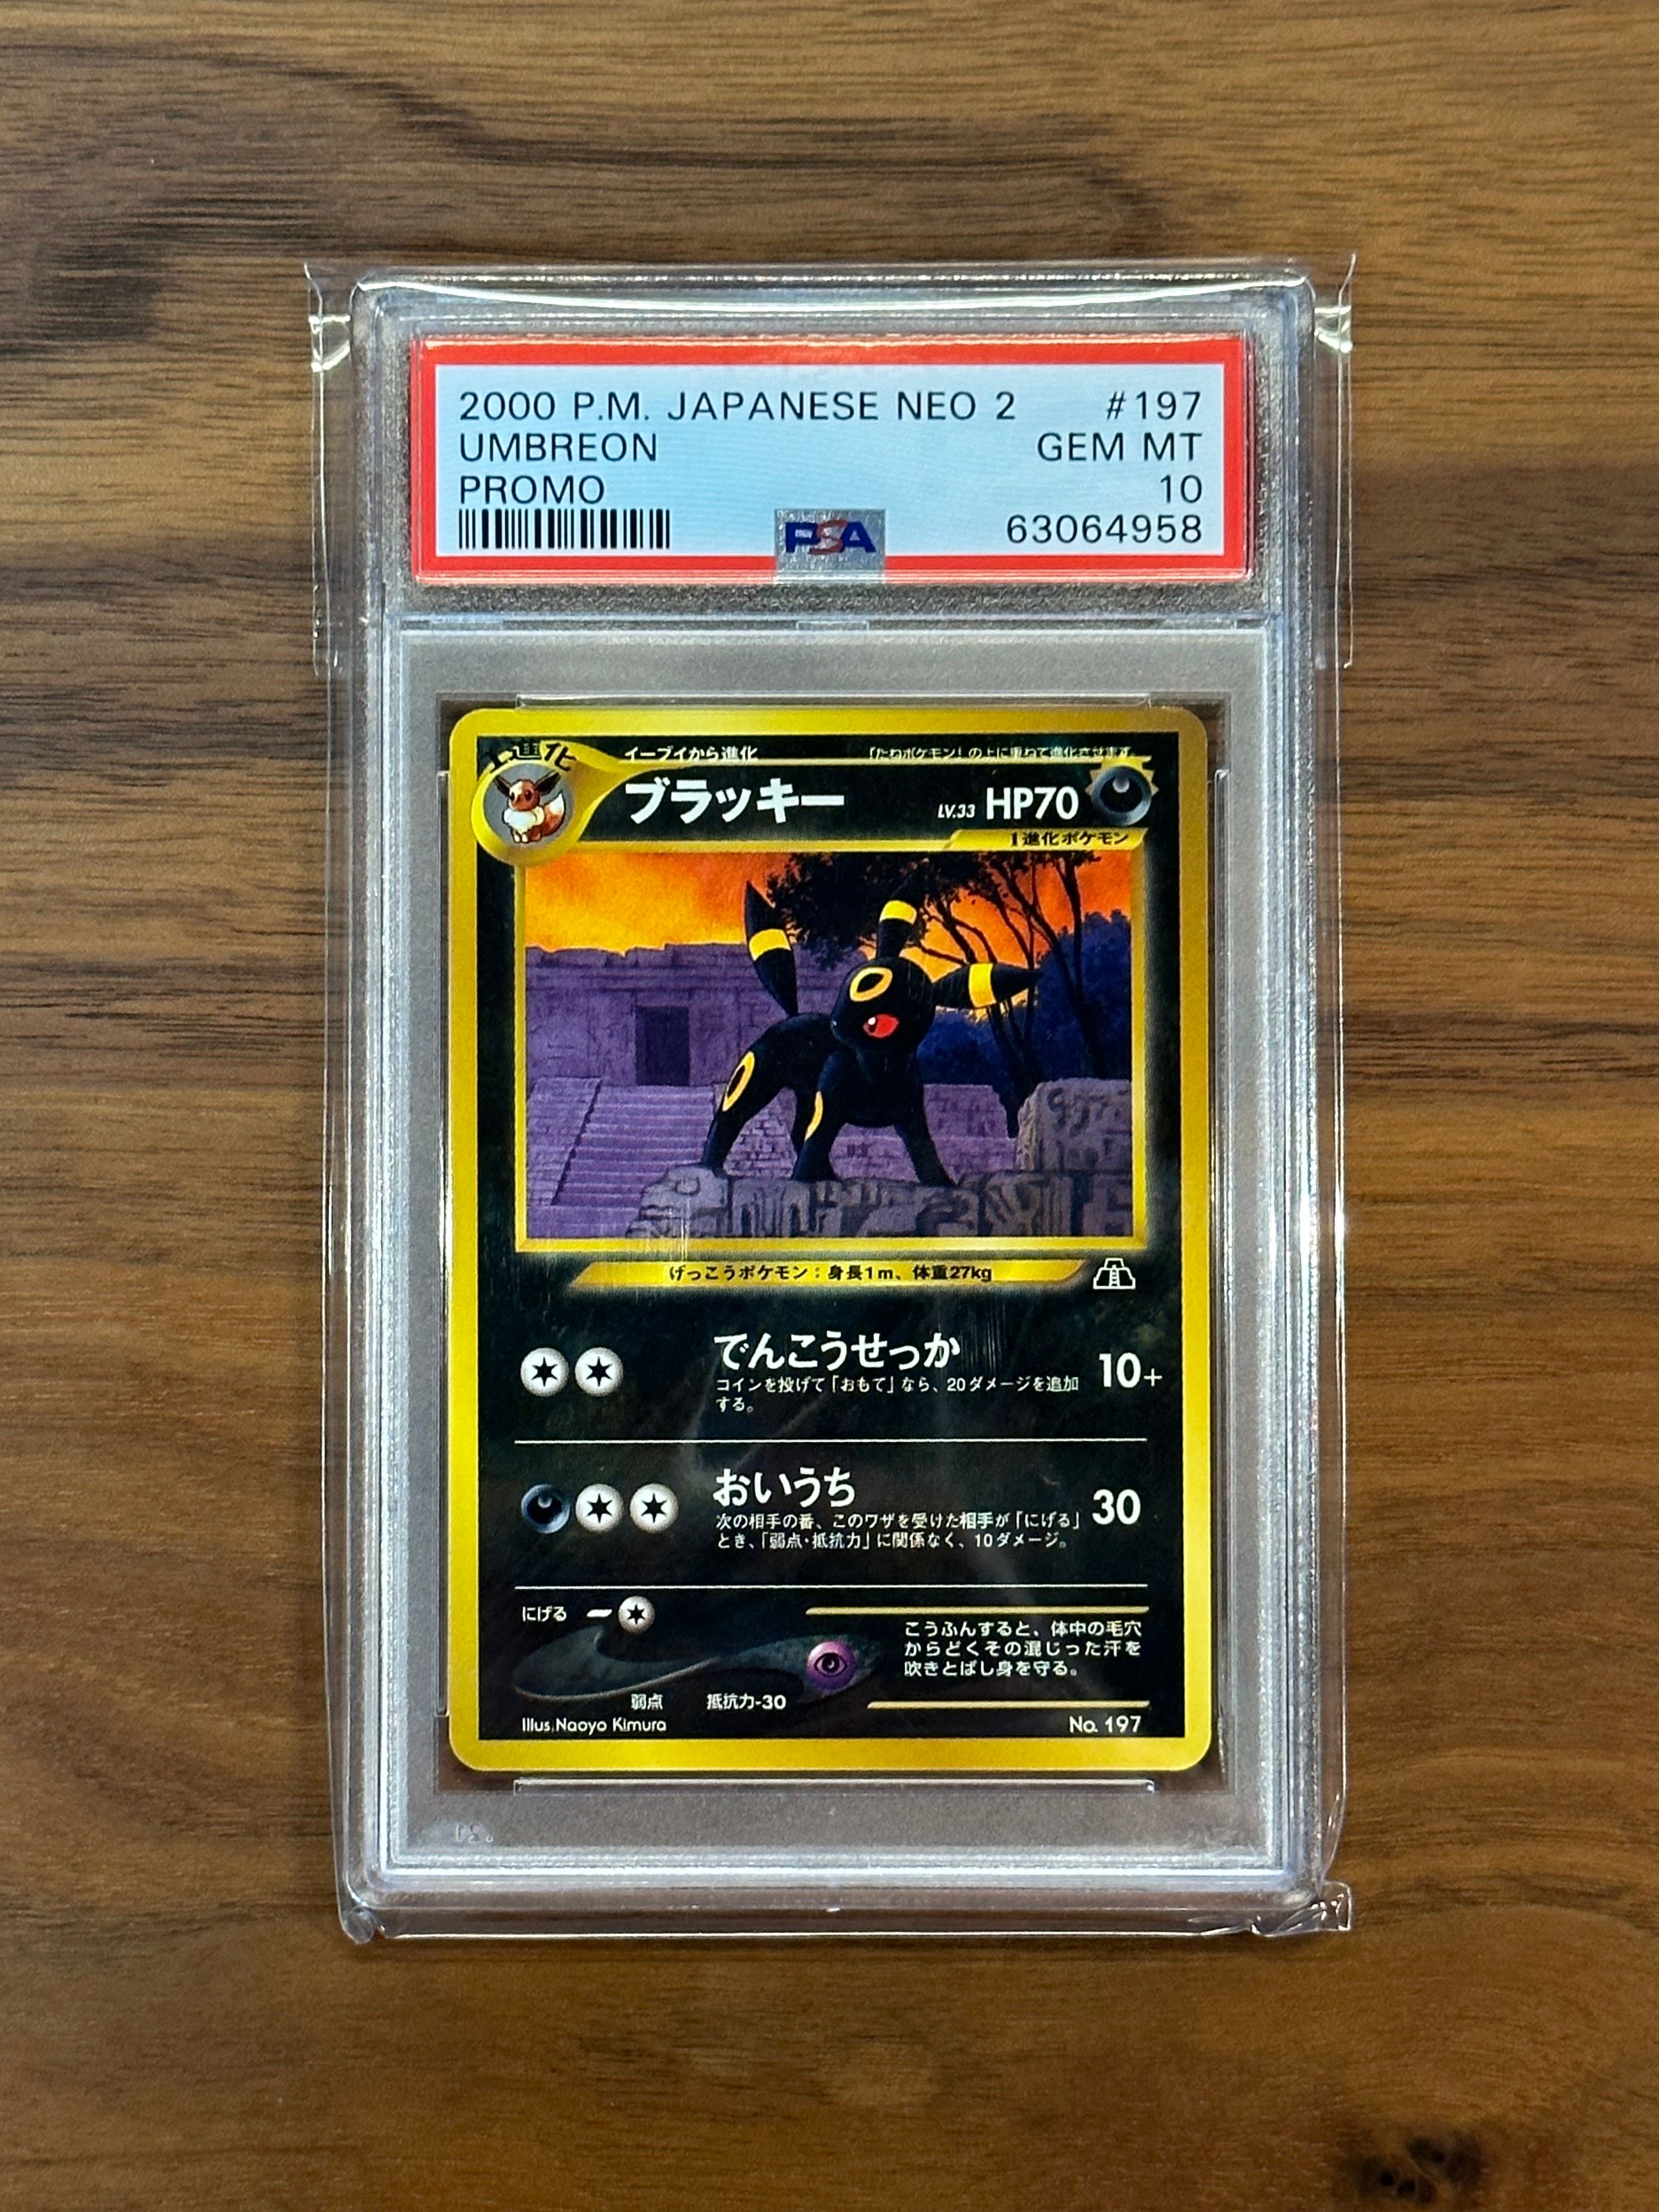 2000 P.M. JAPANESE NEO 2 #197
UMBREON GEM MT
PROMO 10
PSA 63064958
イーブイから進化 「たねポケモン」の上に重ねて進化させます。
1進化
ブラッキー LV.33 HP70
1進化ポケモン
げっこうポケモン：身長1m、体重27kg
でんこうせっか 10+
コインを投げて「おもて」なら、20ダメージを追加
する。
おいうち 30
次の相手の番、このワザを受けた相手が「にげる」
とき、「弱点・抵抗力」に関係なく、10ダメージ。
にげる
こうふんすると、体中の毛穴
からどくその混じった汗を
吹きとばし身を守る。
弱点 抵抗力-30
Illus.Naoyo Kimura No. 197